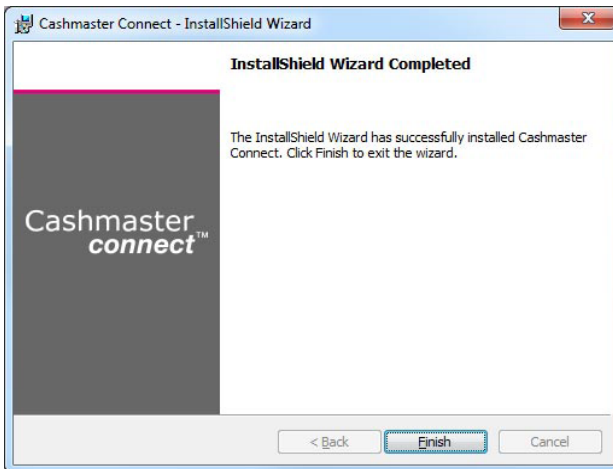 Cashmaster Connect - InstallShield Wizard
InstallShield Wizard Completed
The InstallShield Wizard has successfully installed Cashmaster
Connect. Click Finish to exit the wizard.
Cashmaster
connect™
< Back
Finish
Cancel